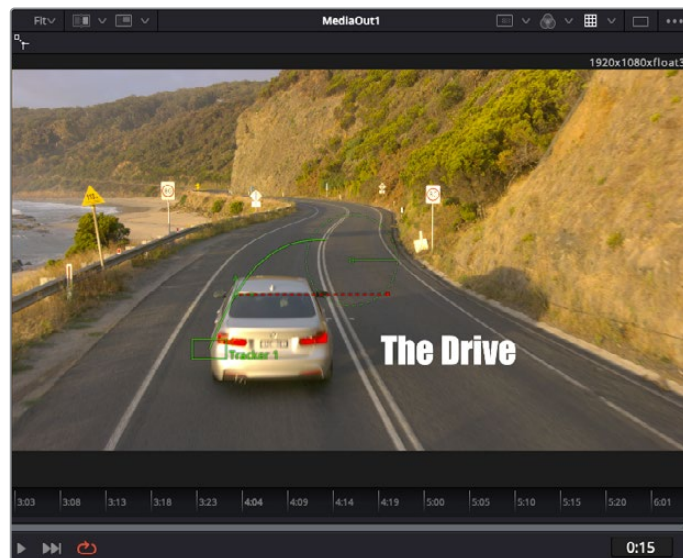 Fit
MediaOut1
1920x1080xfloat3
Tracker 1
The Drive
3:03 3:08 3:13 3:18 3:23 4:04 4:09 4:14 4:19 5:00 5:05 5:10 5:15 5:20 6:01
0:15